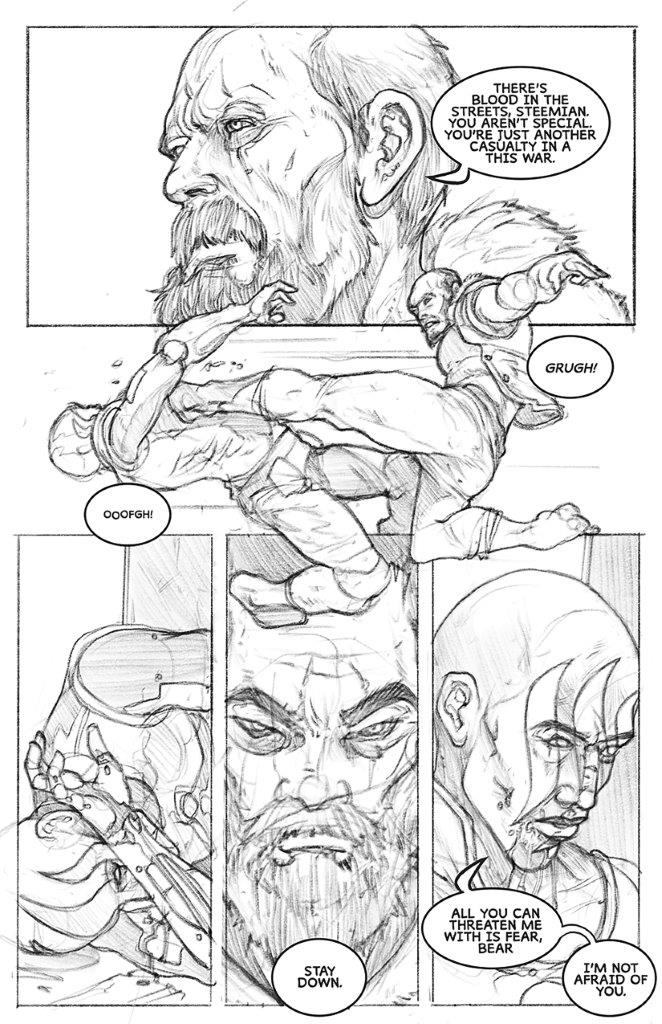 THERE'S
BLOOD IN THE
STREETS, STEEMIAN.
YOU AREN'T SPECIAL.
YOU'RE JUST ANOTHER
CASUALTY IN A
THIS WAR.
GRUGH!
OOOFGH!
STAY
DOWN.
ALL YOU CAN
THREATEN ME
WITH IS FEAR,
BEAR
I'M NOT
AFRAID OF
YOU.